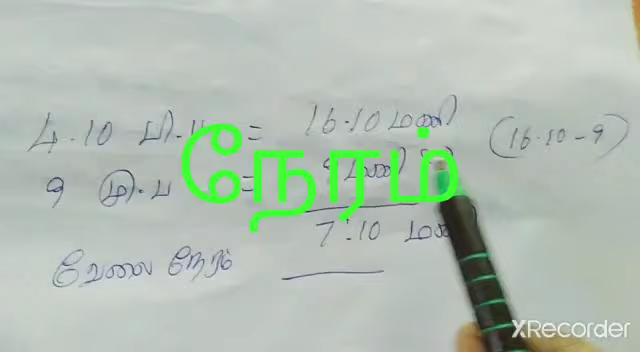 4.10 பி.ப = 16.10 மணி (16.10 - 9)
நேரம்
9 மு.ப = 9 மணி
7:10 மணி
வேலை நேரம்
XRecorder